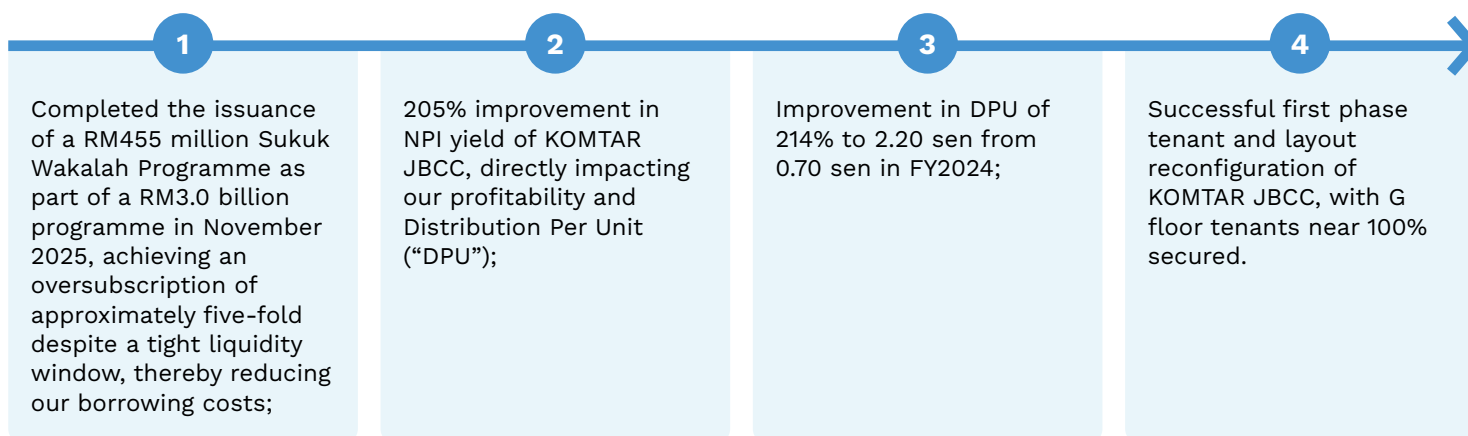 1
Completed the issuance
of a RM455 million Sukuk
Wakalah Programme as
part of a RM3.0 billion
programme in November
2025, achieving an
oversubscription of
approximately five-fold
despite a tight liquidity
window, thereby reducing
our borrowing costs;
2
205% improvement in
NPI yield of KOMTAR
JBCC, directly impacting
our profitability and
Distribution Per Unit
(“DPU”);
3
Improvement in DPU of
214% to 2.20 sen from
0.70 sen in FY2024;
4
Successful first phase
tenant and layout
reconfiguration of
KOMTAR JBCC, with G
floor tenants near 100%
secured.